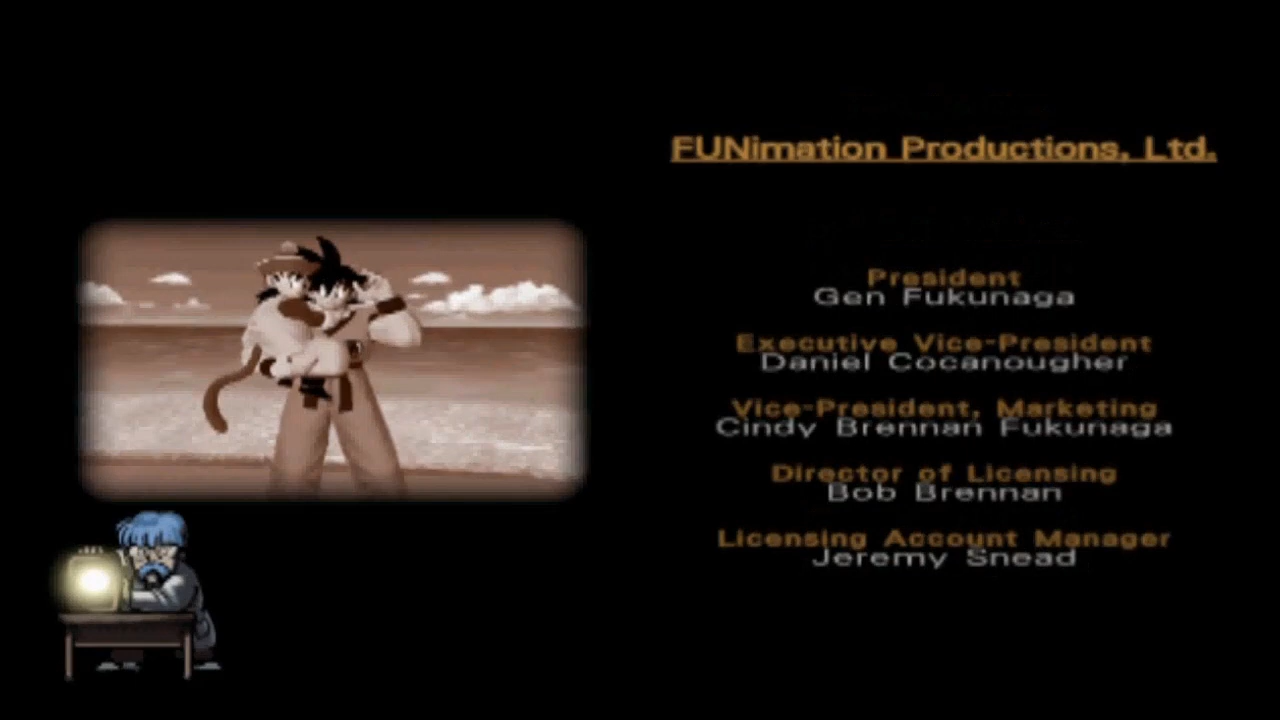 FUNimation Productions, Ltd.
President
Gen Fukunaga
Executive Vice-President
Daniel Cocanougher
Vice-President, Marketing
Cindy Brennan Fukunaga
Director of Licensing
Bob Brennan
Licensing Account Manager
Jeremy Snead